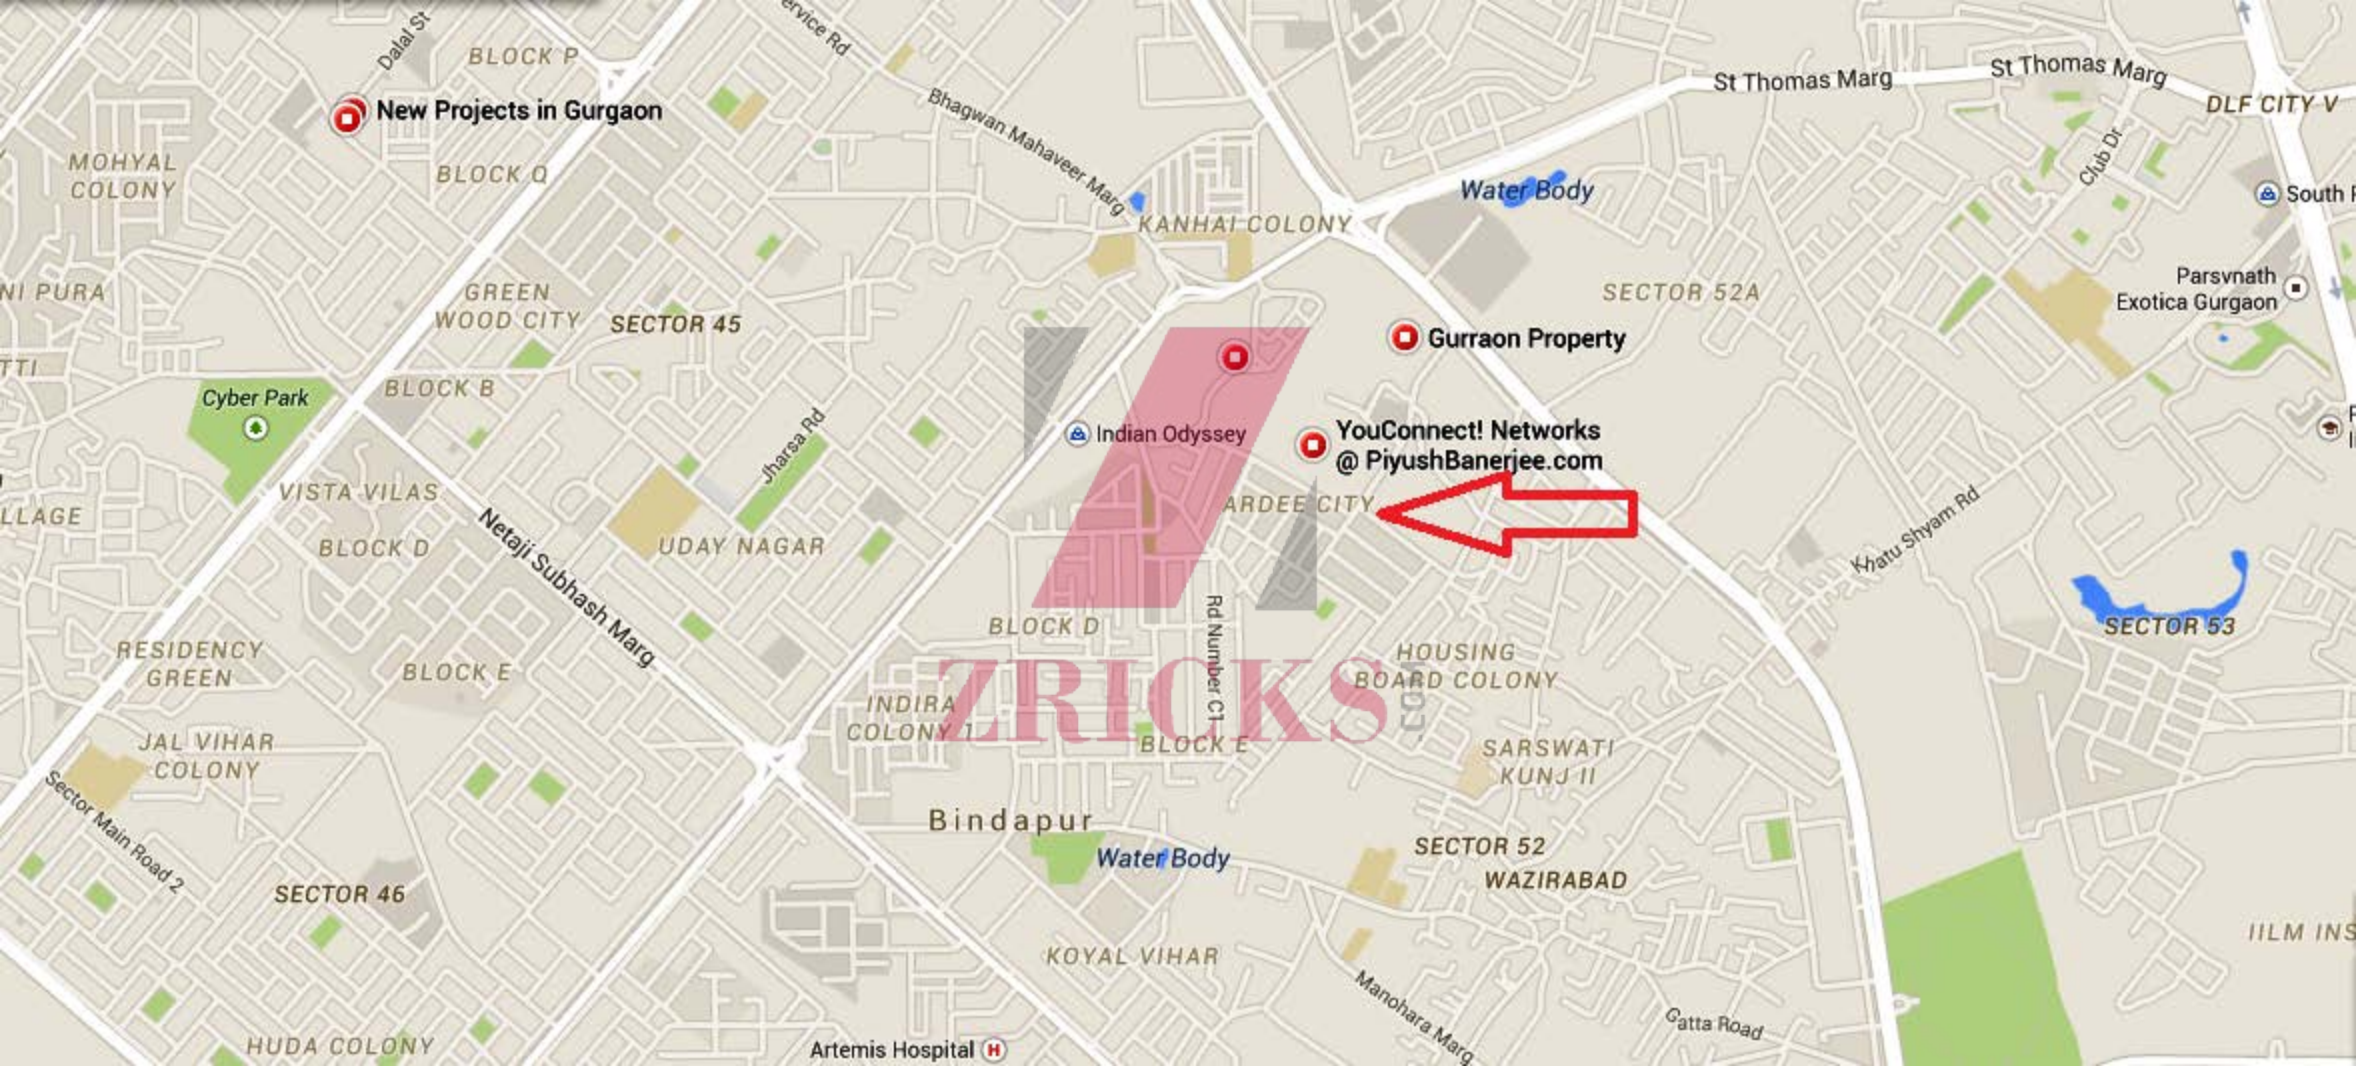 Dalal St
BLOCK P
Service Rd
New Projects in Gurgaon
Bhagwan Mahaveer Marg
St Thomas Marg
St Thomas Marg
DLF CITY V
Club Dr
MOHYAL
COLONY
BLOCK Q
Water Body
South
KANHAI COLONY
NI PURA
GREEN
WOOD CITY
SECTOR 45
SECTOR 52A
Parsvnath
Exotica Gurgaon
Gurraon Property
TTI
BLOCK B
Cyber Park
Jharsa Rd
Indian Odyssey
YouConnect! Networks
@ PiyushBanerjee.com
ARDEE CITY
VISTA VILAS
LLAGE
BLOCK D
Netaji Subhash Marg
UDAY NAGAR
Khatu Shyam Rd
BLOCK D
Rd Number C1
SECTOR 53
RESIDENCY
GREEN
BLOCK E
HOUSING
BOARD COLONY
ZRICKS
.COM
INDIRA
COLONY 1
BLOCK E
JAL VIHAR
COLONY
SARSWATI
KUNJ II
Sector Main Road 2
Bindapur
Water Body
SECTOR 52
WAZIRABAD
SECTOR 46
IILM INS
KOYAL VIHAR
Manohara Marg
Gatta Road
HUDA COLONY
Artemis Hospital
H